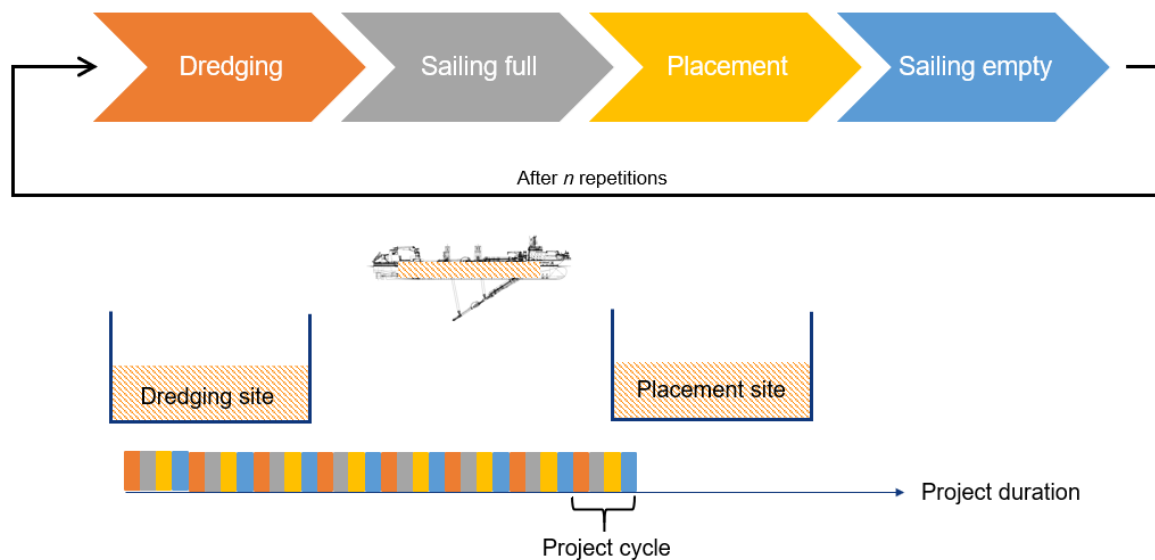 Dredging
Sailing full
Placement
Sailing empty
After n repetitions
Dredging site
Placement site
Project duration
Project cycle